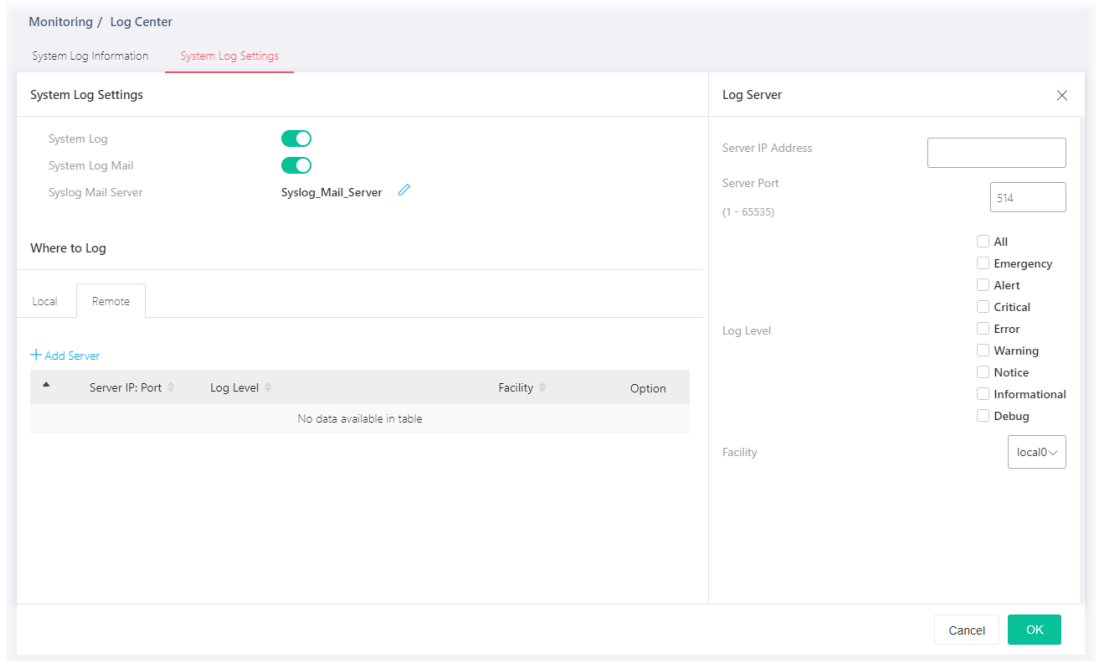 Monitoring / Log Center
System Log Information System Log Settings
System Log Settings
System Log
System Log Mail
Syslog Mail Server Syslog_Mail_Server
Where to Log
Local Remote
+ Add Server
Server IP: Port Log Level Facility Option
No data available in table
Log Server
Server IP Address
Server Port
514
(1 - 65535)
All
Emergency
Alert
Critical
Log Level
Error
Warning
Notice
Informational
Debug
Facility local0
Cancel OK